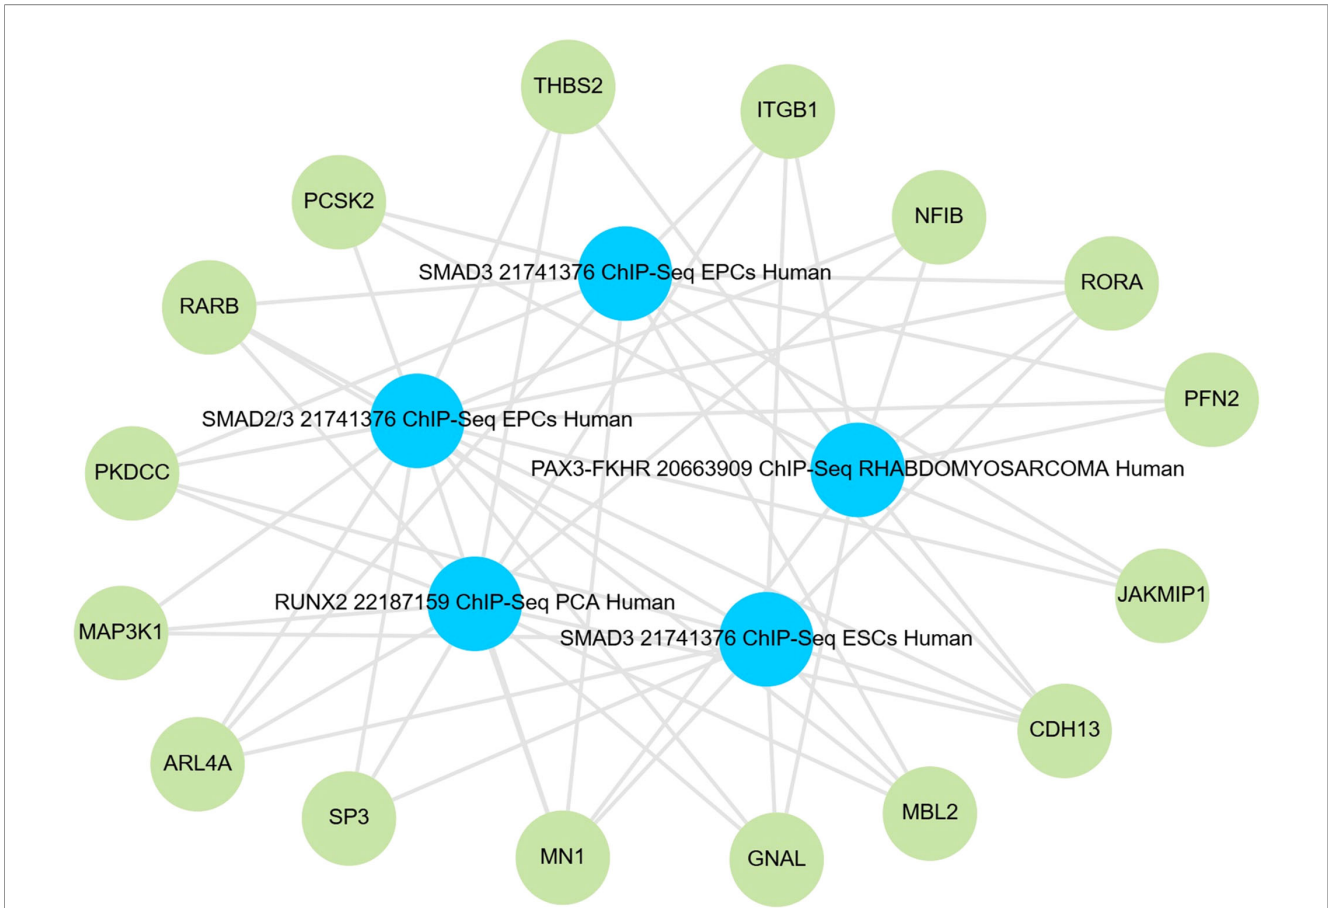 THBS2
ITGB1
PCSK2
NFIB
SMAD3 21741376 ChIP-Seq EPCs Human
RORA
RARB
PFN2
SMAD2/3 21741376 ChIP-Seq EPCs Human
PAX3-FKHR 20663909 ChIP-Seq RHABDOMYOSARCOMA Human
PKDCC
JAKMIP1
RUNX2 22187159 ChIP-Seq PCA Human
MAP3K1
SMAD3 21741376 ChIP-Seq ESCs Human
CDH13
ARL4A
MBL2
SP3
MN1
GNAL